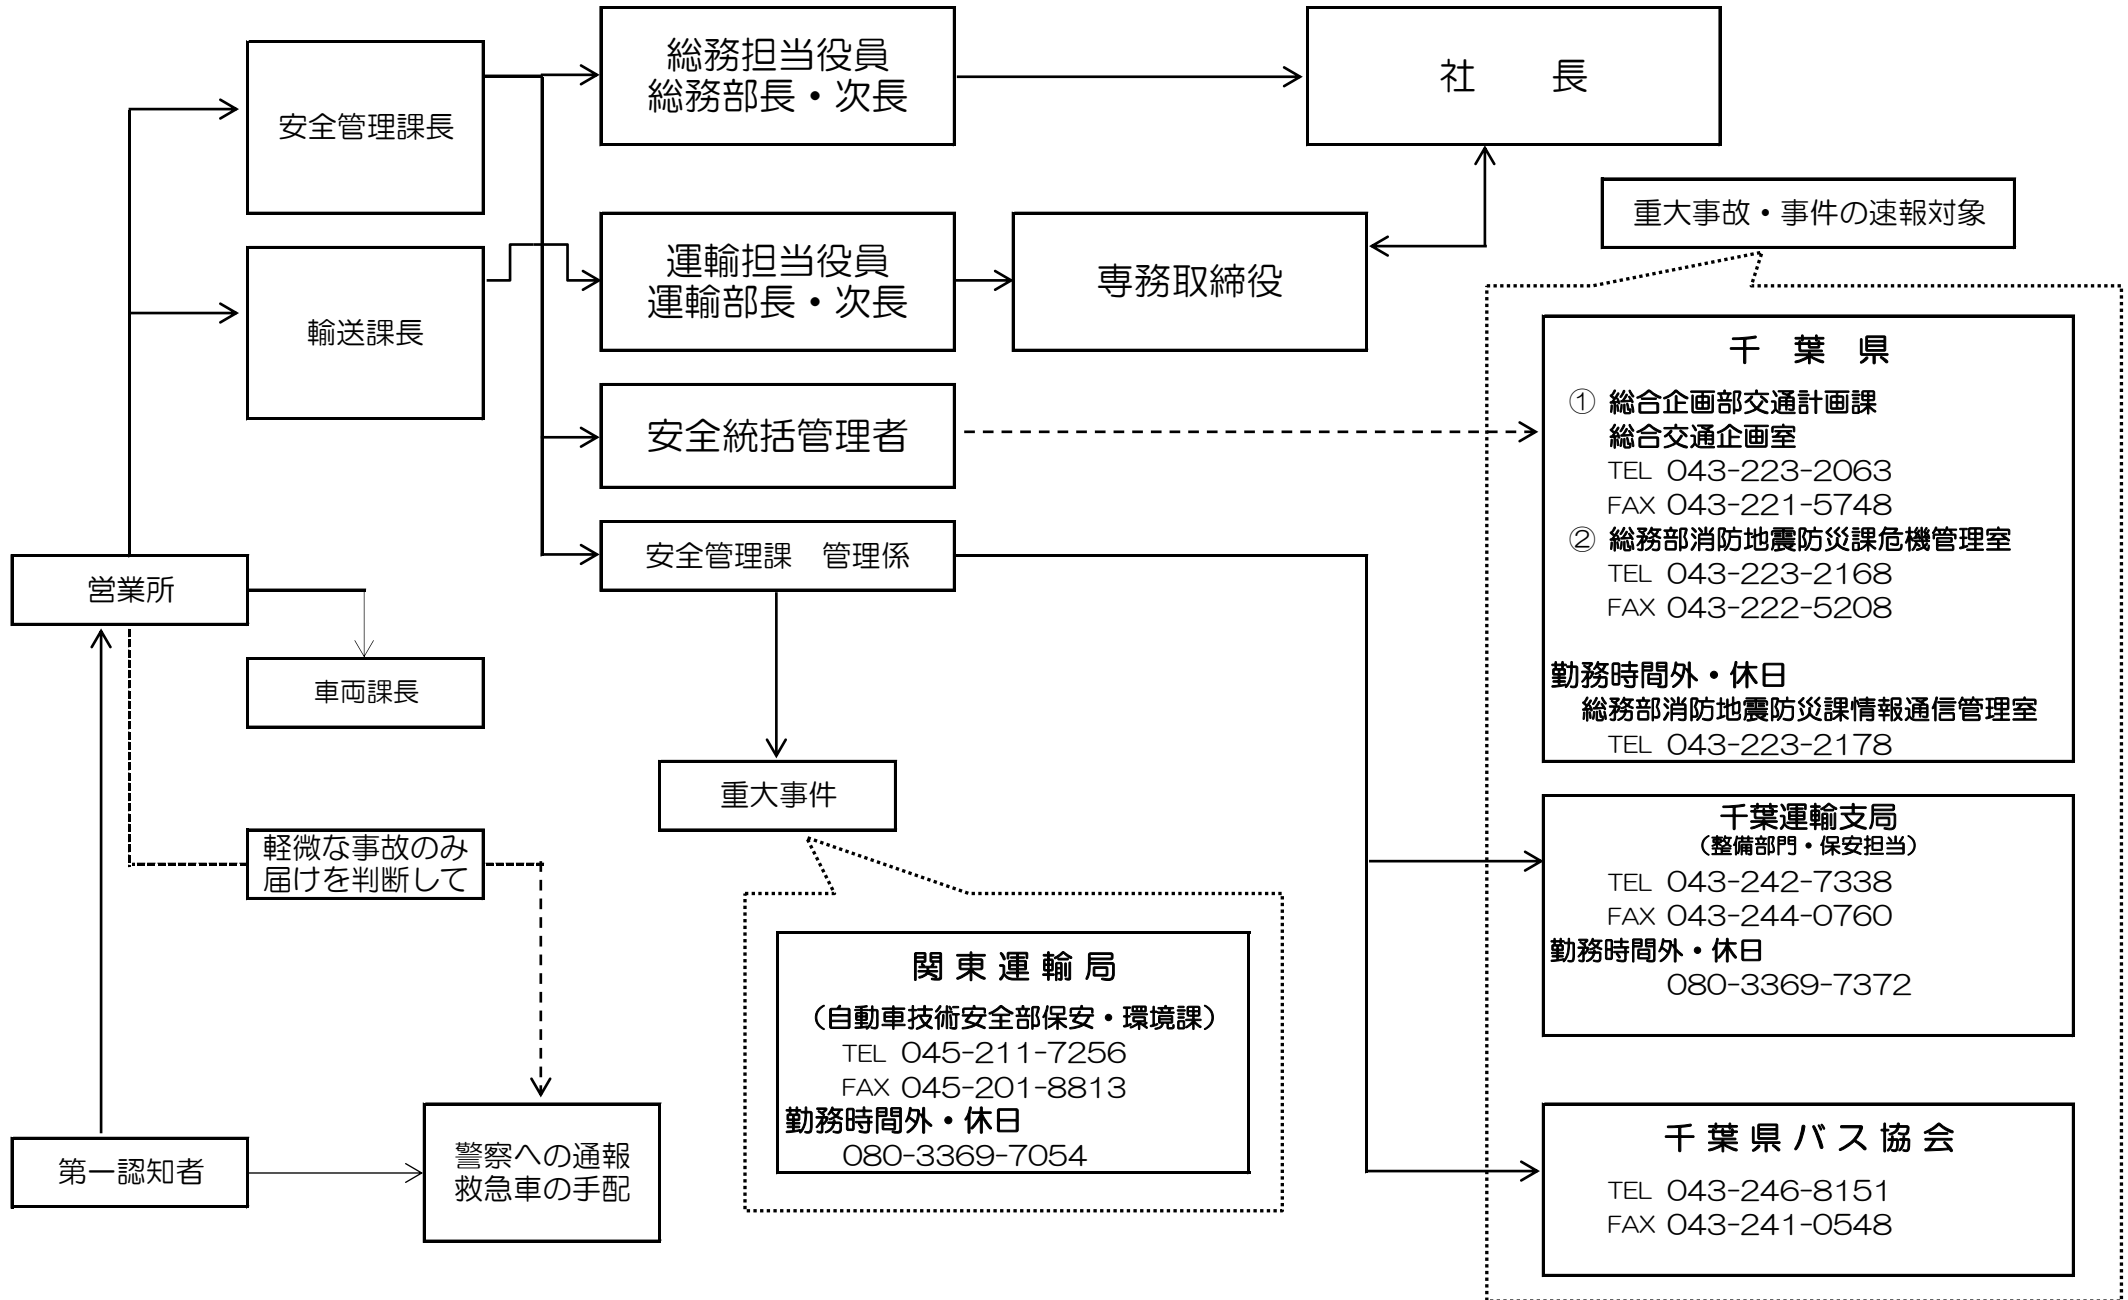 総務担当役員
総務部長・次長
社　　長
安全管理課長
重大事故・事件の速報対象
運輸担当役員
運輸部長・次長
専務取締役
輸送課長
千　葉　県
① 総合企画部交通計画課
総合交通企画室
TEL 043-223-2063
FAX 043-221-5748
② 総務部消防地震防災課危機管理室
TEL 043-223-2168
FAX 043-222-5208
勤務時間外・休日
総務部消防地震防災課情報通信管理室
TEL 043-223-2178
安全統括管理者
安全管理課　管理係
営業所
車両課長
重大事件
千葉運輸支局
（整備部門・保安担当）
TEL 043-242-7338
FAX 043-244-0760
勤務時間外・休日
080-3369-7372
軽微な事故のみ
届けを判断して
関 東 運 輸 局
（自動車技術安全部保安・環境課）
TEL 045-211-7256
FAX 045-201-8813
勤務時間外・休日
080-3369-7054
第一認知者
警察への通報
救急車の手配
千 葉 県 バ ス 協 会
TEL 043-246-8151
FAX 043-241-0548